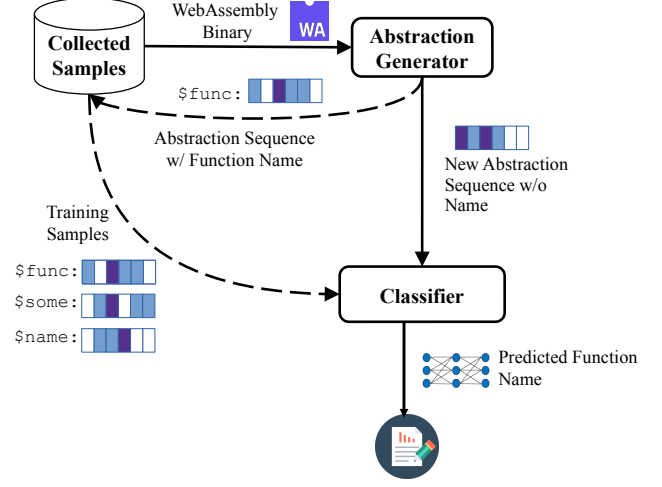 WebAssembly
Binary
WA
Collected
Samples
Abstraction
Generator
$func:
Abstraction Sequence
w/ Function Name
New Abstraction
Sequence w/o
Name
Training
Samples
$func:
$some:
$name:
Classifier
Predicted Function
Name